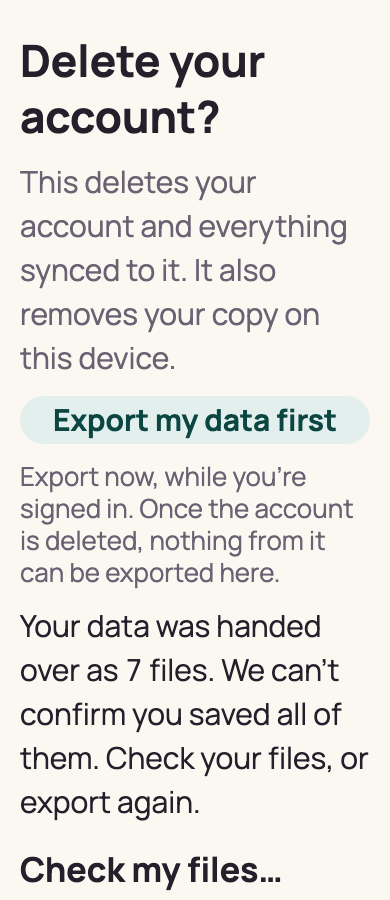 Delete your
account?
This deletes your
account and everything
synced to it. It also
removes your copy on
this device.
Export my data first
Export now, while you’re
signed in. Once the account
is deleted, nothing from it
can be exported here.
Your data was handed
over as 7 files. We can’t
confirm you saved all of
them. Check your files, or
export again.
Check my files…